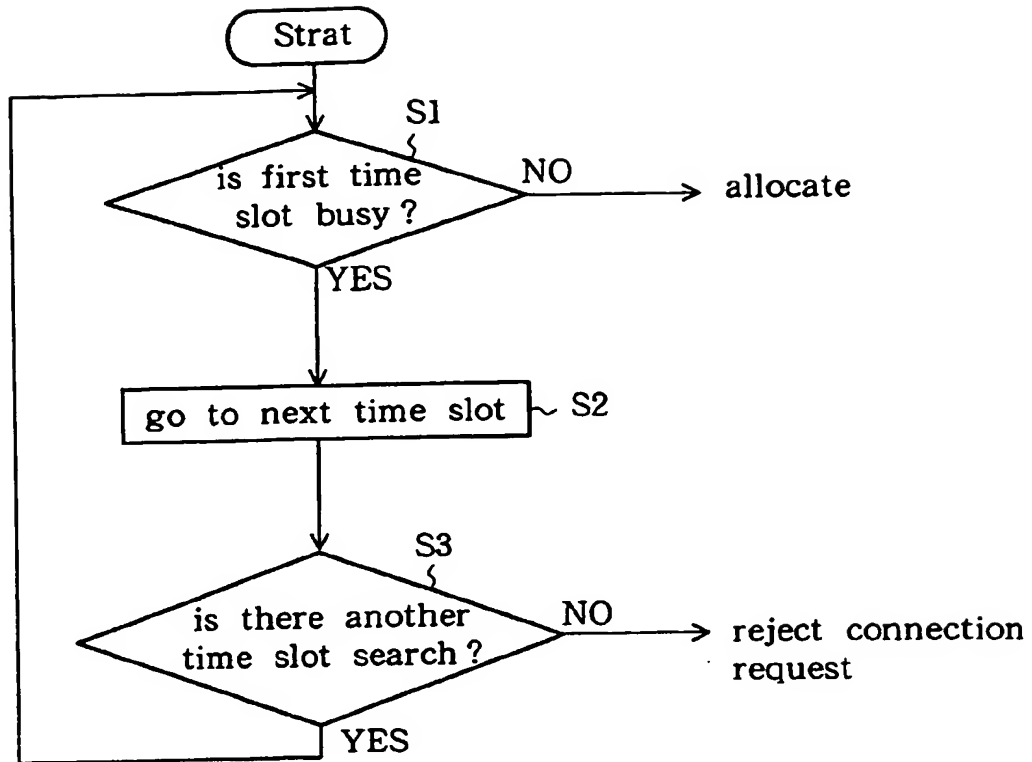 Strat
S1
is first time
slot busy?
NO
allocate
YES
go to next time slot
S2
S3
is there another
time slot search?
NO
reject connection
request
YES